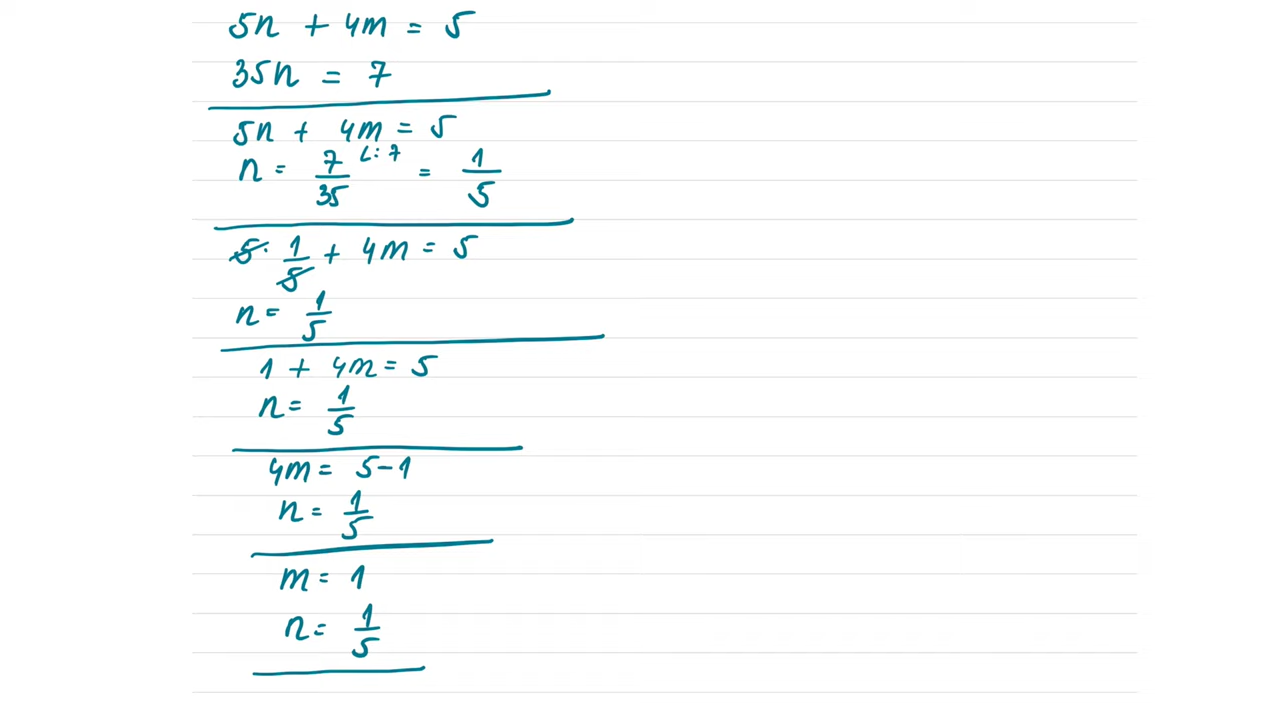 5n + 4m = 5
35n = 7
5n + 4m = 5
n = 7/35 L:7 = 1/5
5 · 1/5 + 4m = 5
n = 1/5
1 + 4m = 5
n = 1/5
4m = 5 - 1
n = 1/5
m = 1
n = 1/5